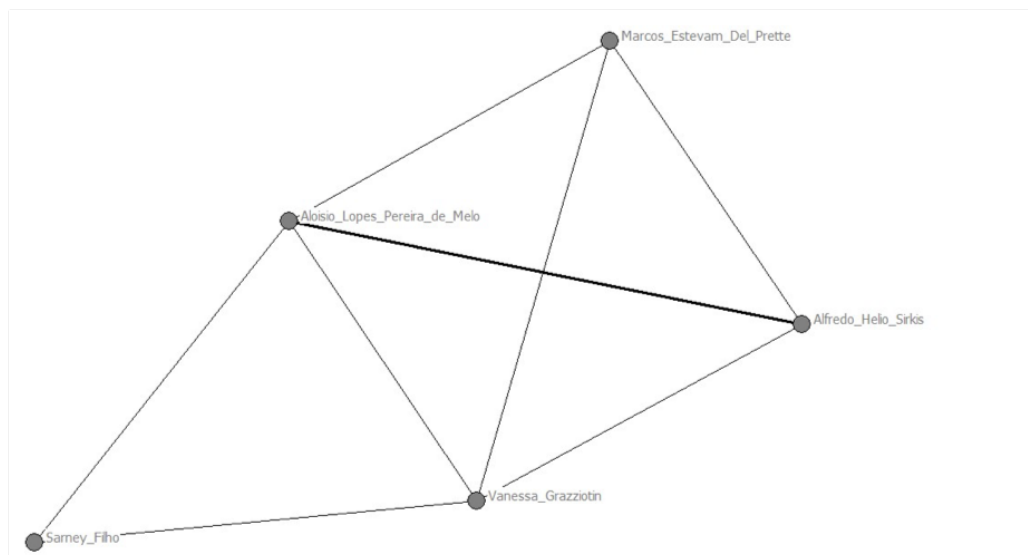 Marcos_Estevam_Del_Prette
Aloisio_Lopes_Pereira_de_Melo
Alfredo_Helio_Sirkis
Vanessa_Grazziotin
Sarney_Filho